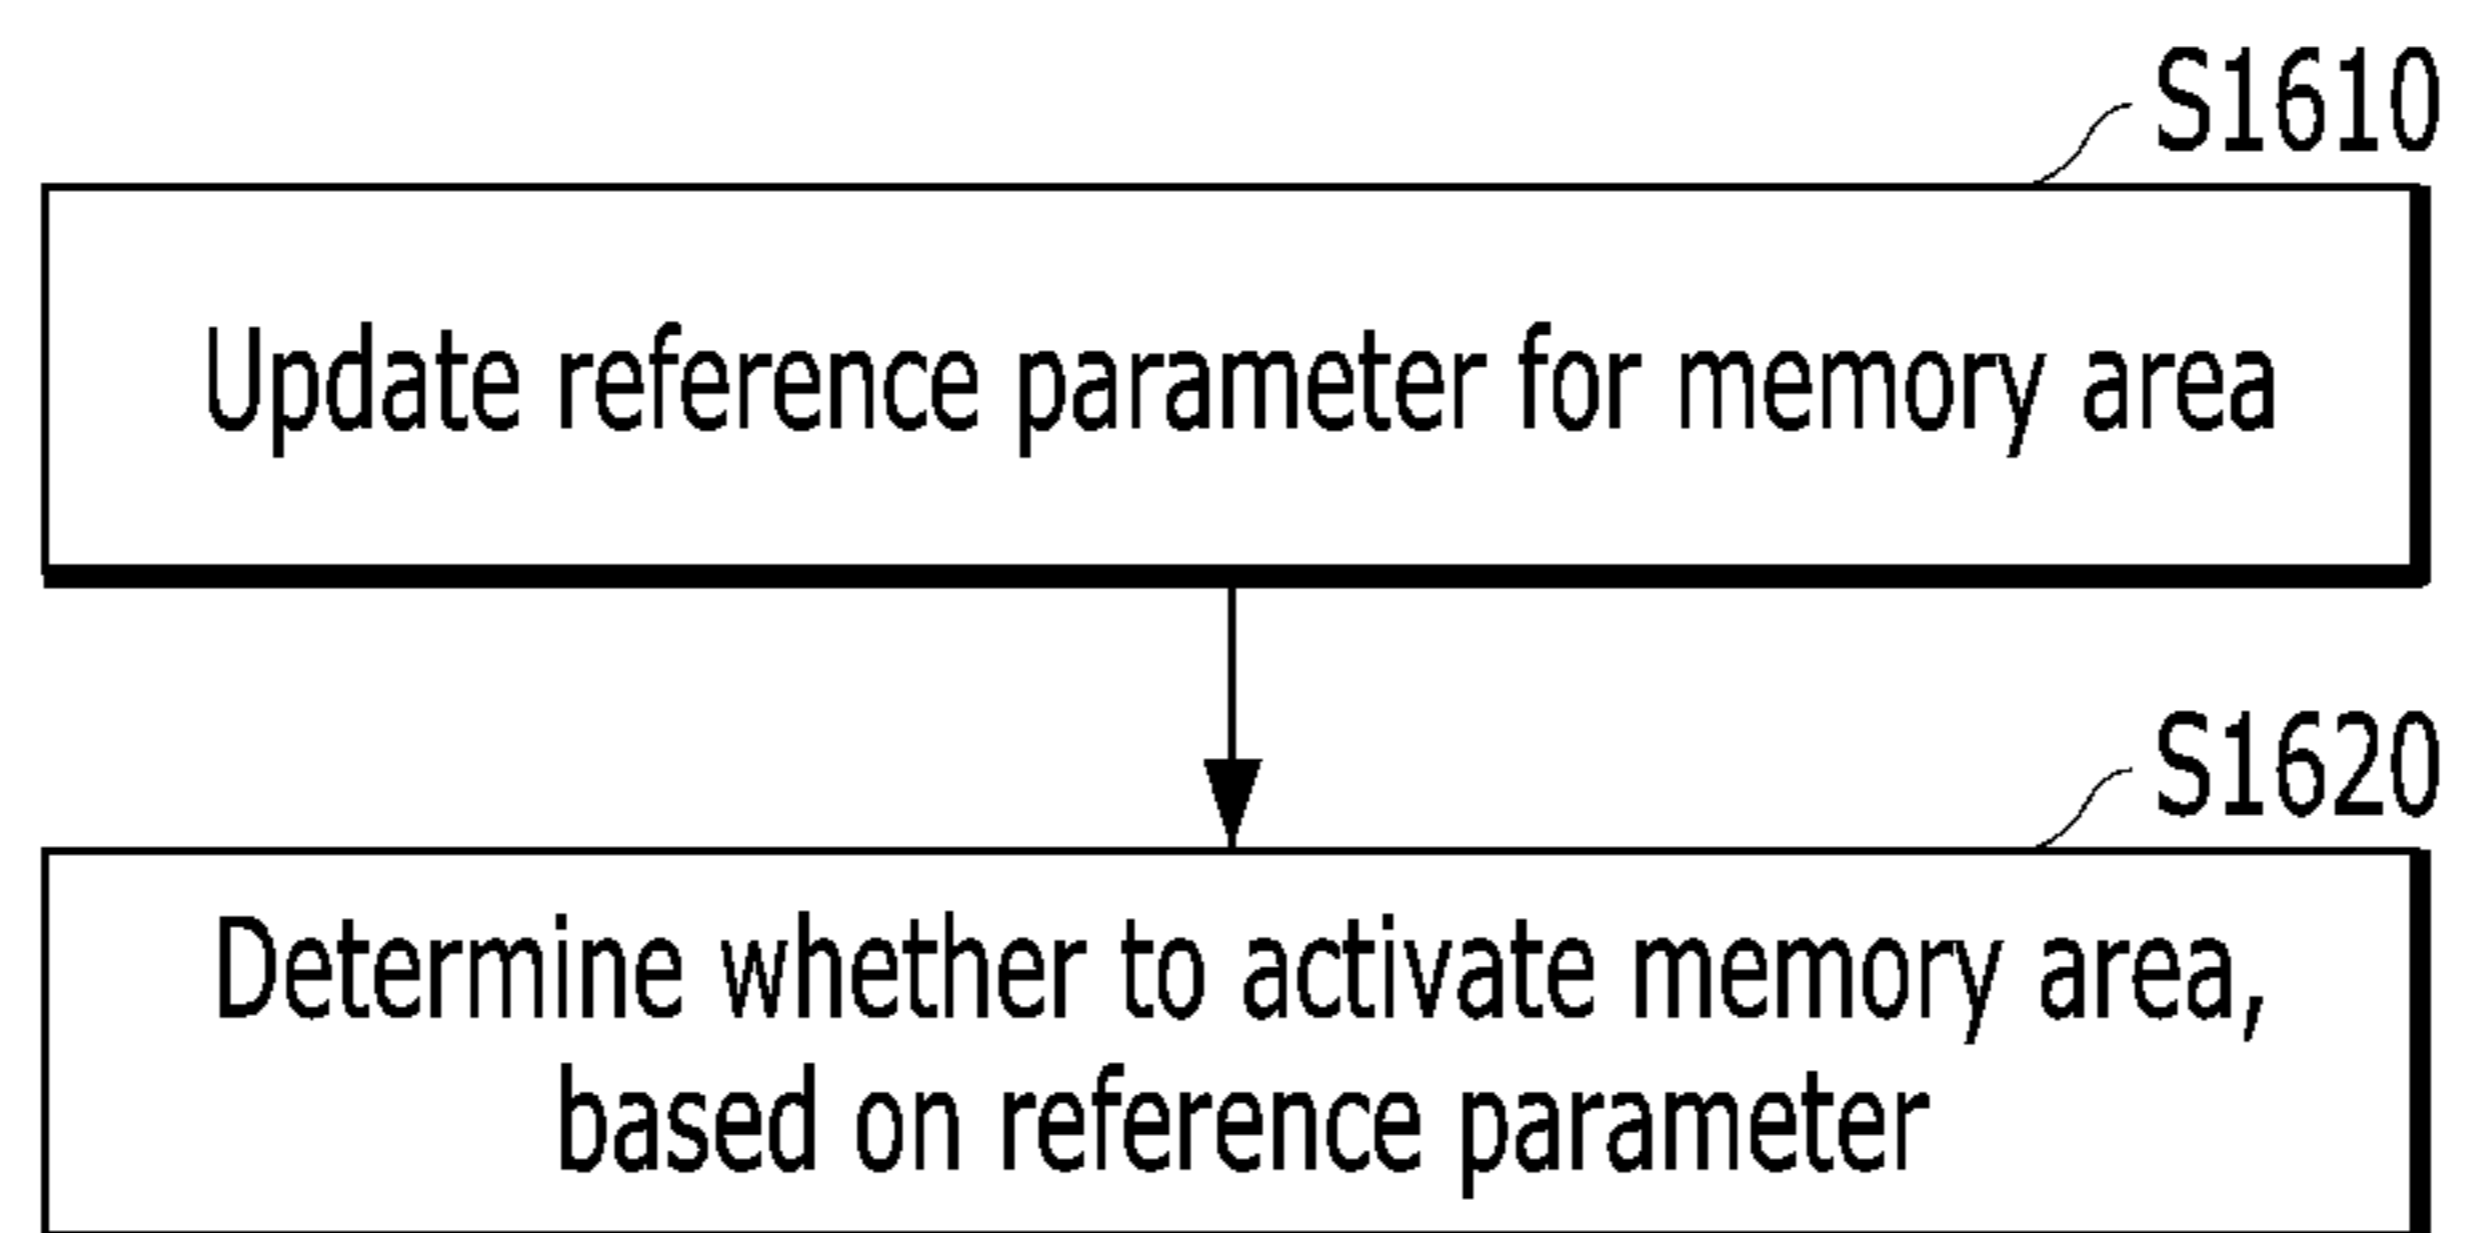 S1610
Update reference parameter for memory area
S1620
Determine whether to activate memory area,
based on reference parameter